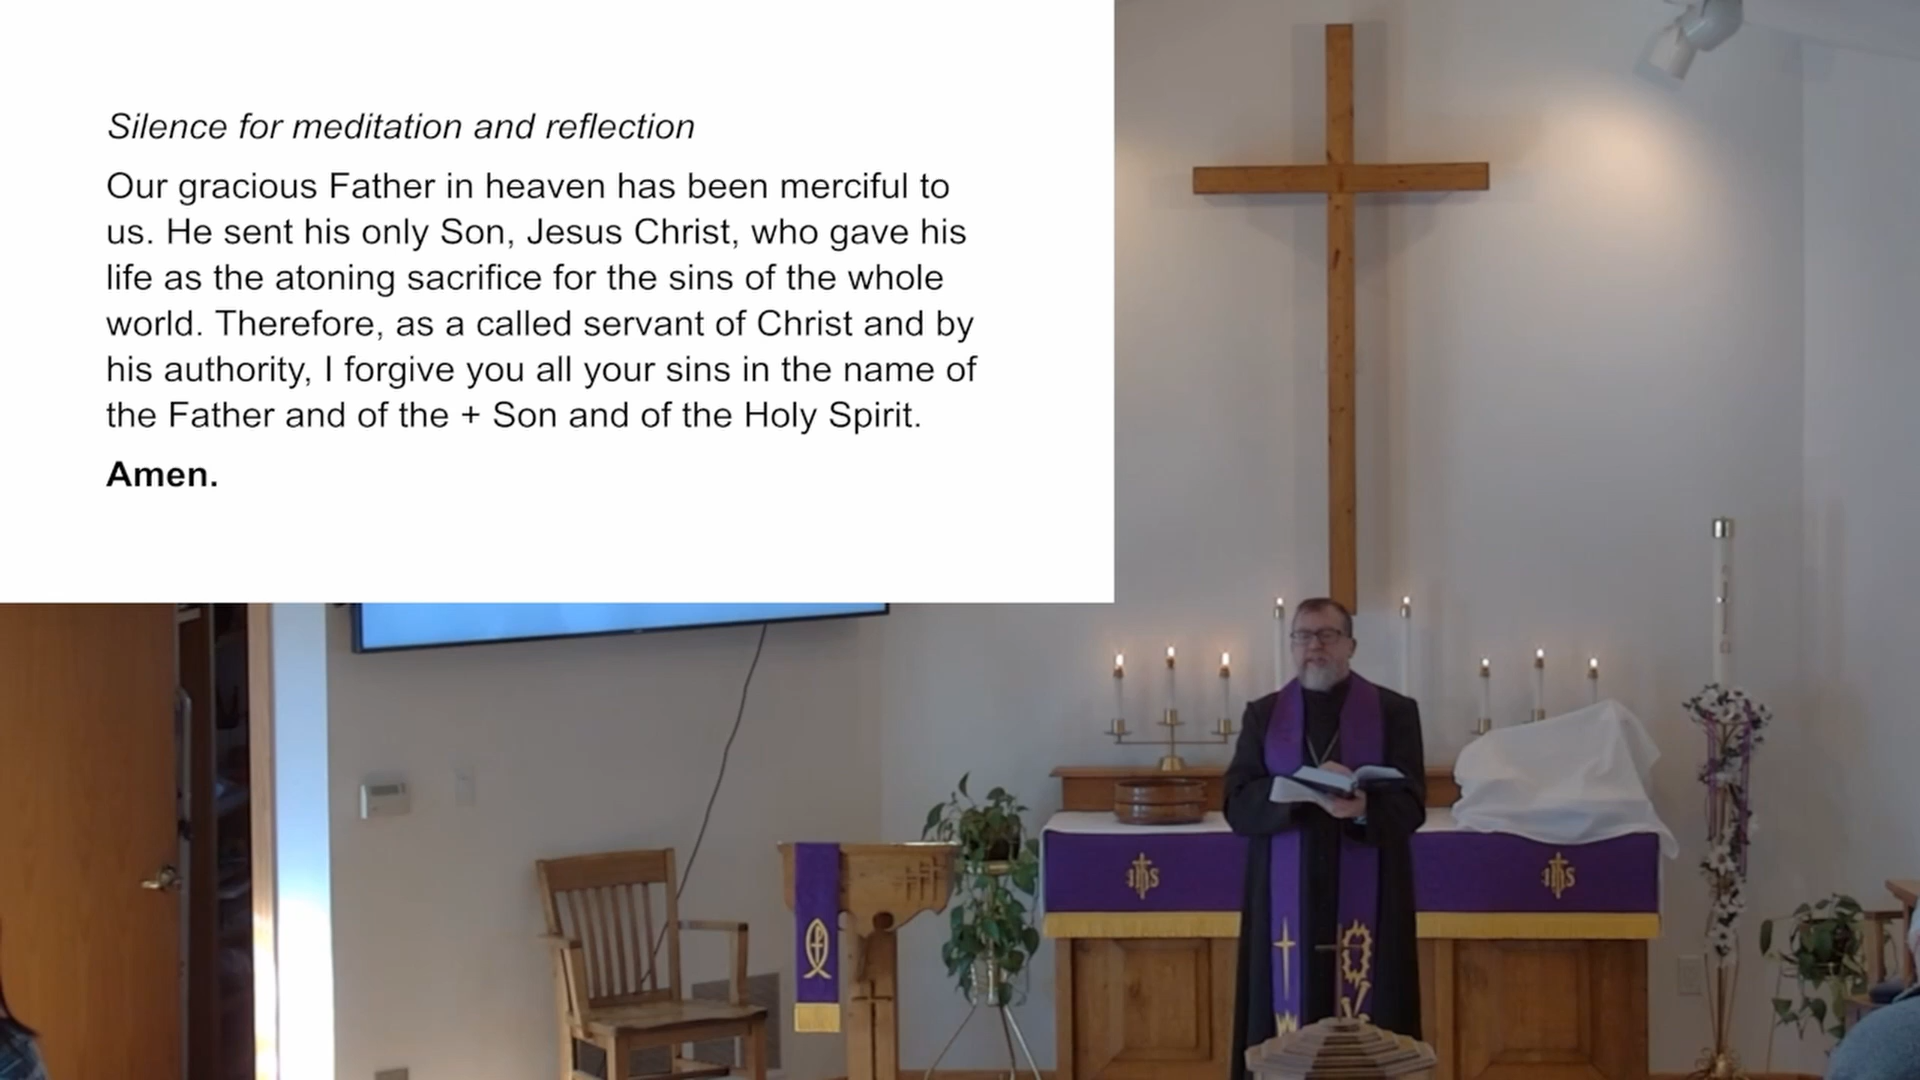 Silence for meditation and reflection
Our gracious Father in heaven has been merciful to
us. He sent his only Son, Jesus Christ, who gave his
life as the atoning sacrifice for the sins of the whole
world. Therefore, as a called servant of Christ and by
his authority, I forgive you all your sins in the name of
the Father and of the + Son and of the Holy Spirit.
Amen.
IHS
IHS